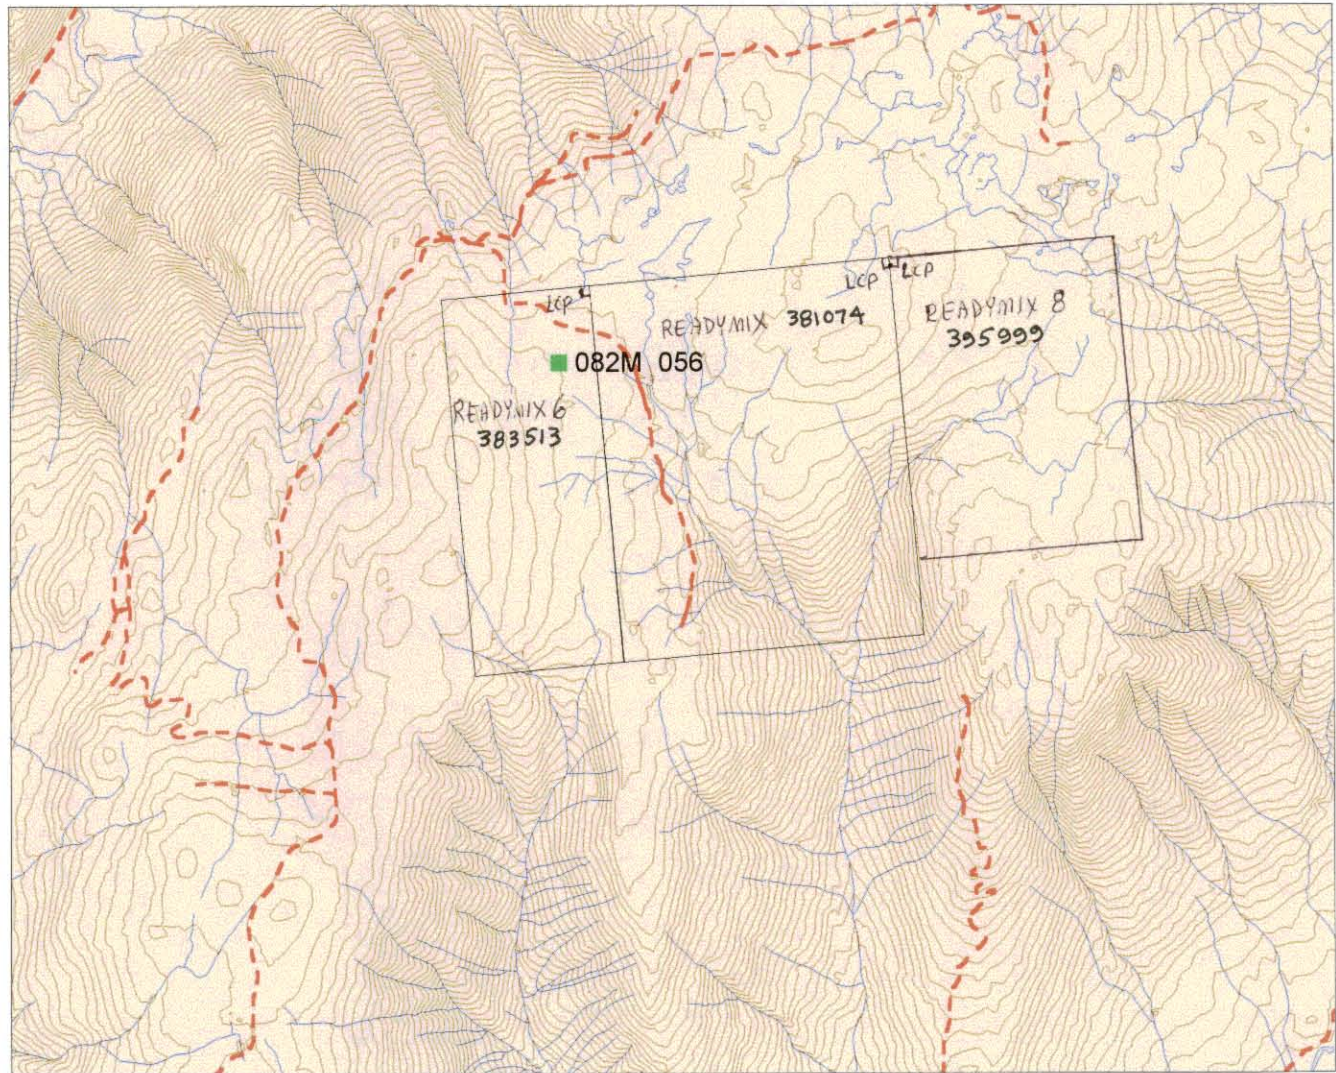 LCP
LCP LCP
READYMIX 381074
READYMIX 8
395999
082M 056
READYMIX 6
383513